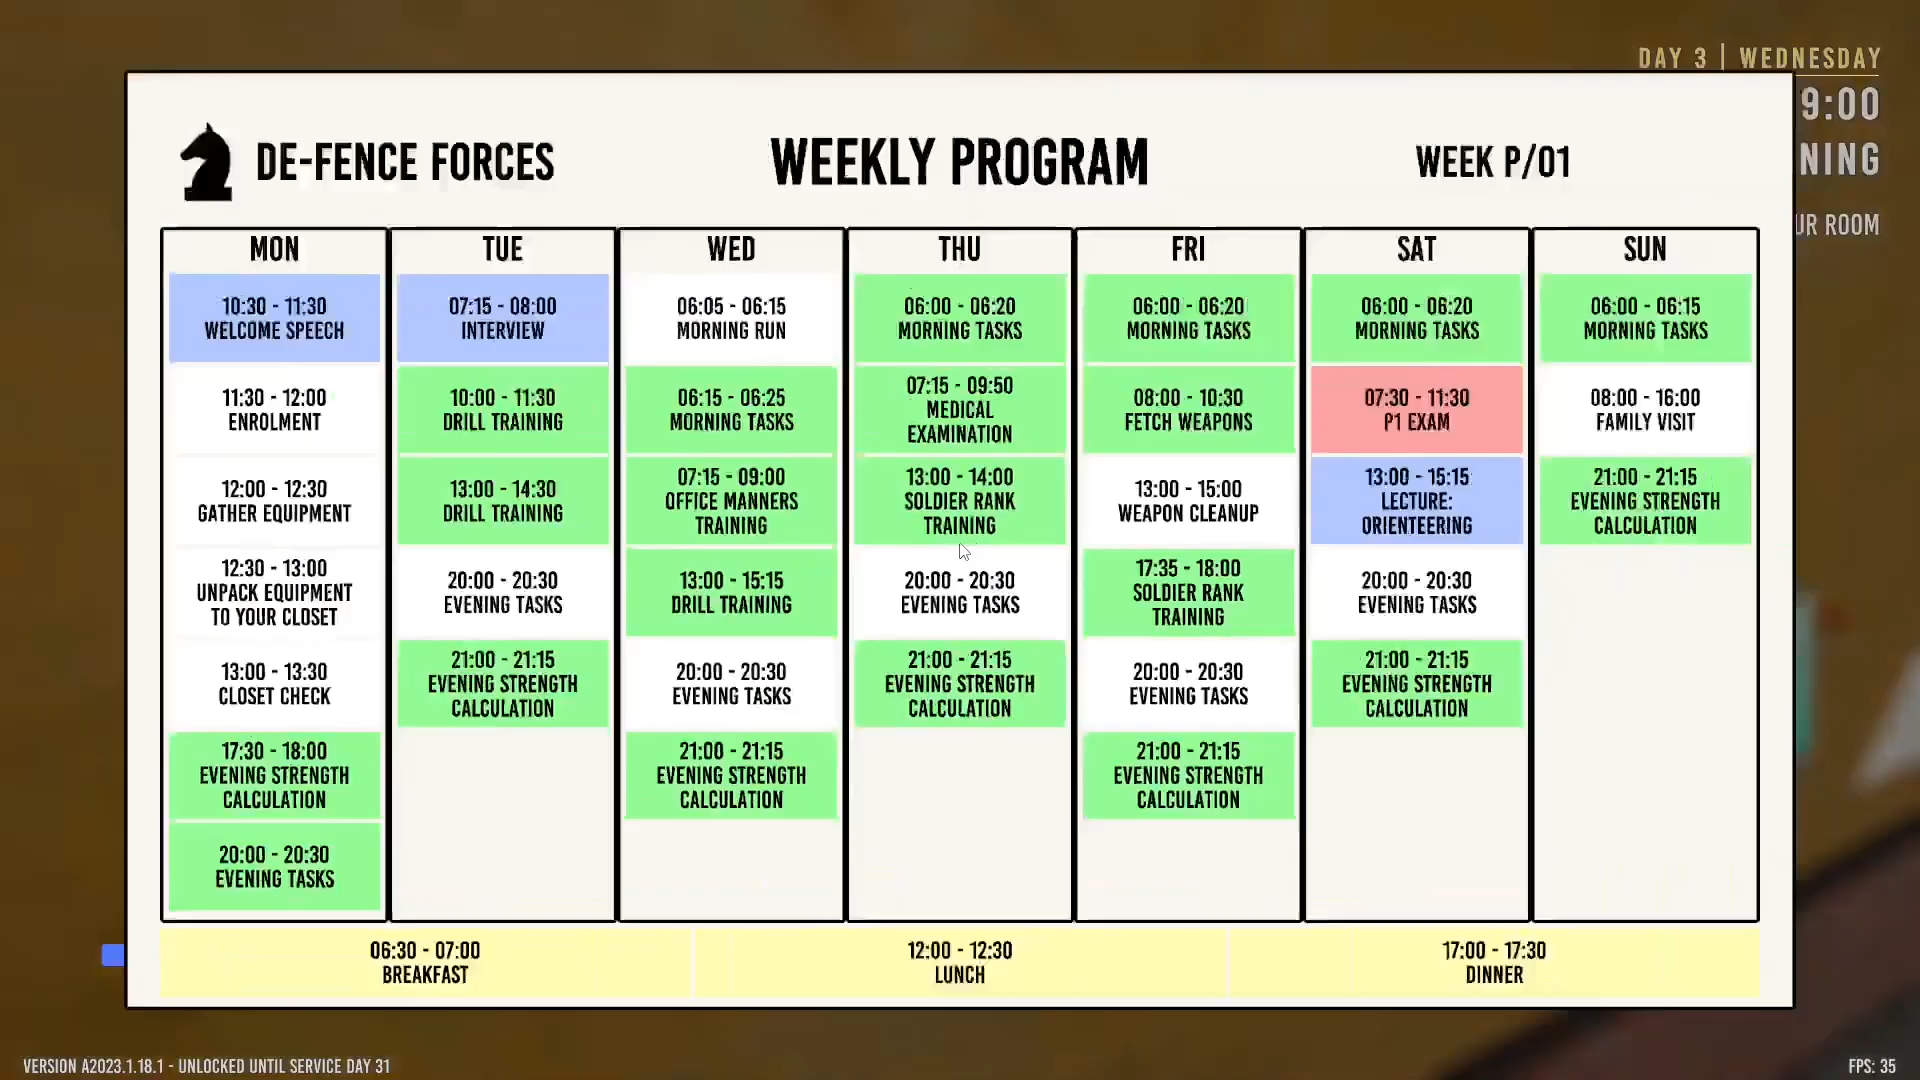 DAY 3 | WEDNESDAY
9:00
NING
UR ROOM
DE-FENCE FORCES
WEEKLY PROGRAM
WEEK P/01
MON
10:30 - 11:30
WELCOME SPEECH
11:30 - 12:00
ENROLMENT
12:00 - 12:30
GATHER EQUIPMENT
12:30 - 13:00
UNPACK EQUIPMENT
TO YOUR CLOSET
13:00 - 13:30
CLOSET CHECK
17:30 - 18:00
EVENING STRENGTH
CALCULATION
20:00 - 20:30
EVENING TASKS
TUE
07:15 - 08:00
INTERVIEW
10:00 - 11:30
DRILL TRAINING
13:00 - 14:30
DRILL TRAINING
20:00 - 20:30
EVENING TASKS
21:00 - 21:15
EVENING STRENGTH
CALCULATION
WED
06:05 - 06:15
MORNING RUN
06:15 - 06:25
MORNING TASKS
07:15 - 09:00
OFFICE MANNERS
TRAINING
13:00 - 15:15
DRILL TRAINING
20:00 - 20:30
EVENING TASKS
21:00 - 21:15
EVENING STRENGTH
CALCULATION
THU
06:00 - 06:20
MORNING TASKS
07:15 - 09:50
MEDICAL
EXAMINATION
13:00 - 14:00
SOLDIER RANK
TRAINING
20:00 - 20:30
EVENING TASKS
21:00 - 21:15
EVENING STRENGTH
CALCULATION
FRI
06:00 - 06:20
MORNING TASKS
08:00 - 10:30
FETCH WEAPONS
13:00 - 15:00
WEAPON CLEANUP
17:35 - 18:00
SOLDIER RANK
TRAINING
20:00 - 20:30
EVENING TASKS
21:00 - 21:15
EVENING STRENGTH
CALCULATION
SAT
06:00 - 06:20
MORNING TASKS
07:30 - 11:30
P1 EXAM
13:00 - 15:15
LECTURE:
ORIENTEERING
20:00 - 20:30
EVENING TASKS
21:00 - 21:15
EVENING STRENGTH
CALCULATION
SUN
06:00 - 06:15
MORNING TASKS
08:00 - 16:00
FAMILY VISIT
21:00 - 21:15
EVENING STRENGTH
CALCULATION
06:30 - 07:00
BREAKFAST
12:00 - 12:30
LUNCH
17:00 - 17:30
DINNER
VERSION A2023.1.18.1 - UNLOCKED UNTIL SERVICE DAY 31
FPS: 35